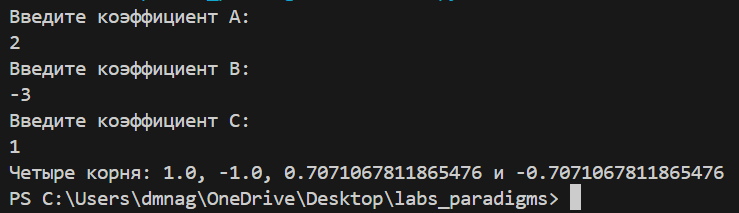 Введите коэффициент A:
2
Введите коэффициент B:
-3
Введите коэффициент C:
1
Четыре корня: 1.0, -1.0, 0.7071067811865476 и -0.7071067811865476
PS C:\Users\dmnag\OneDrive\Desktop\labs_paradigms>